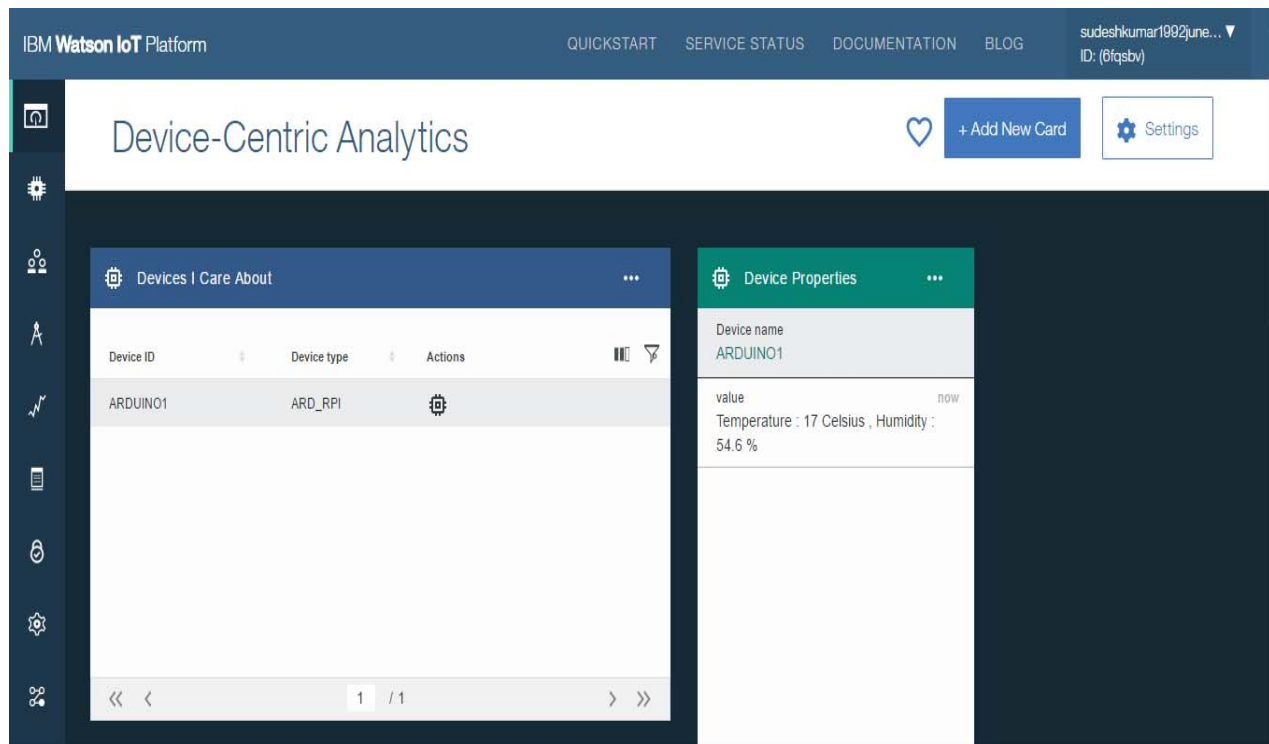 IBM Watson IoT Platform
QUICKSTART SERVICE STATUS DOCUMENTATION BLOG
sudeshkumar1992june... ▼
ID: (6fqsbv)
Device-Centric Analytics
+ Add New Card
Settings
Devices I Care About
Device ID Device type Actions
ARDUINO1 ARD_RPI
1 / 1
Device Properties
Device name
ARDUINO1
value now
Temperature : 17 Celsius , Humidity :
54.6 %